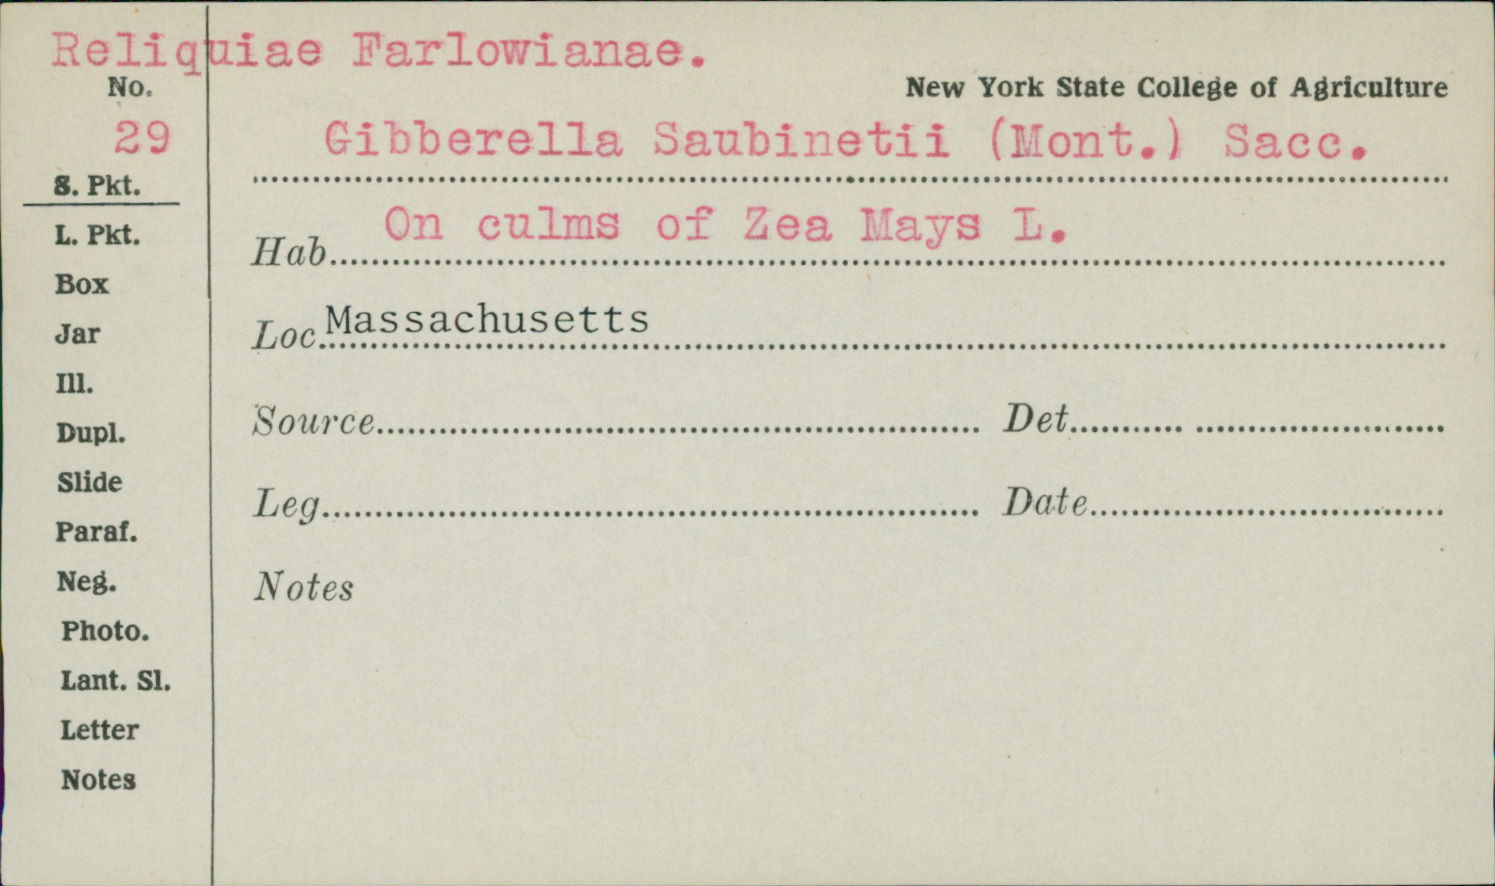 Reliquiae Farlowianae.
No.
New York State College of Agriculture
29
Gibberella Saubinetii (Mont.) Sacc.
S. Pkt.
On culms of Zea Mays L.
L. Pkt.
Hab
Box
Loc. Massachusetts
Jar
Ill.
Source Det.
Dupl.
Slide
Leg. Date
Paraf.
Neg.
Notes
Photo.
Lant. Sl.
Letter
Notes